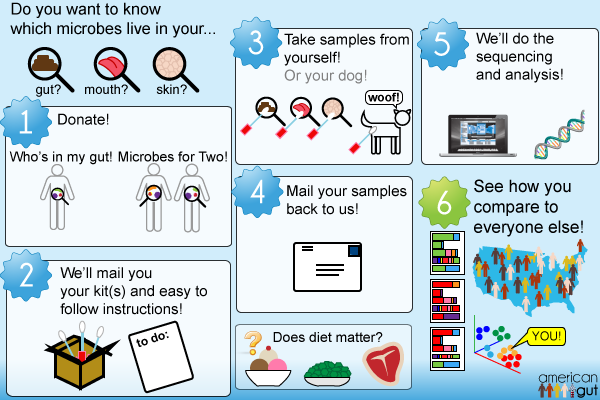 Do you want to know
which microbes live in your...
gut? mouth? skin?
1
Donate!
Who's in my gut! Microbes for Two!
2
We'll mail you
your kit(s) and easy to
follow instructions!
to do:
3
Take samples from
yourself!
Or your dog!
woof!
4
Mail your samples
back to us!
?
Does diet matter?
5
We'll do the
sequencing
and analysis!
6
See how you
compare to
everyone else!
YOU!
american
gut